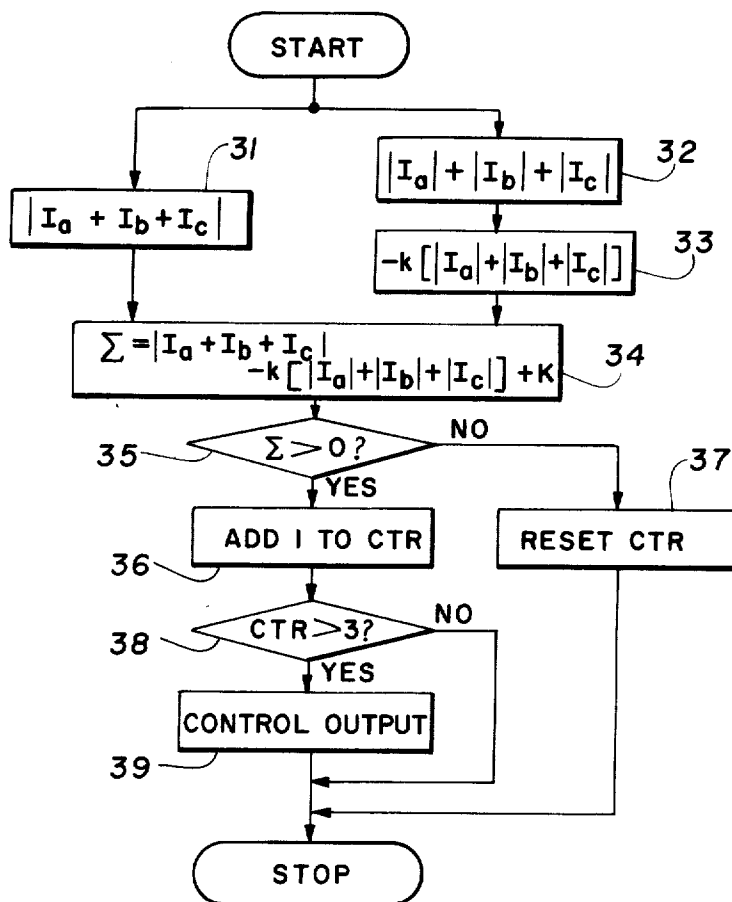 START
31
|Ia + Ib + Ic|
32
|Ia| + |Ib| + |Ic|
33
-k [|Ia|+|Ib|+|Ic|]
34
Σ = |Ia + Ib + Ic|
-k [|Ia|+|Ib|+|Ic|] + K
35
Σ > 0?
NO
YES
37
36
ADD 1 TO CTR
RESET CTR
38
CTR > 3?
NO
YES
39
CONTROL OUTPUT
STOP